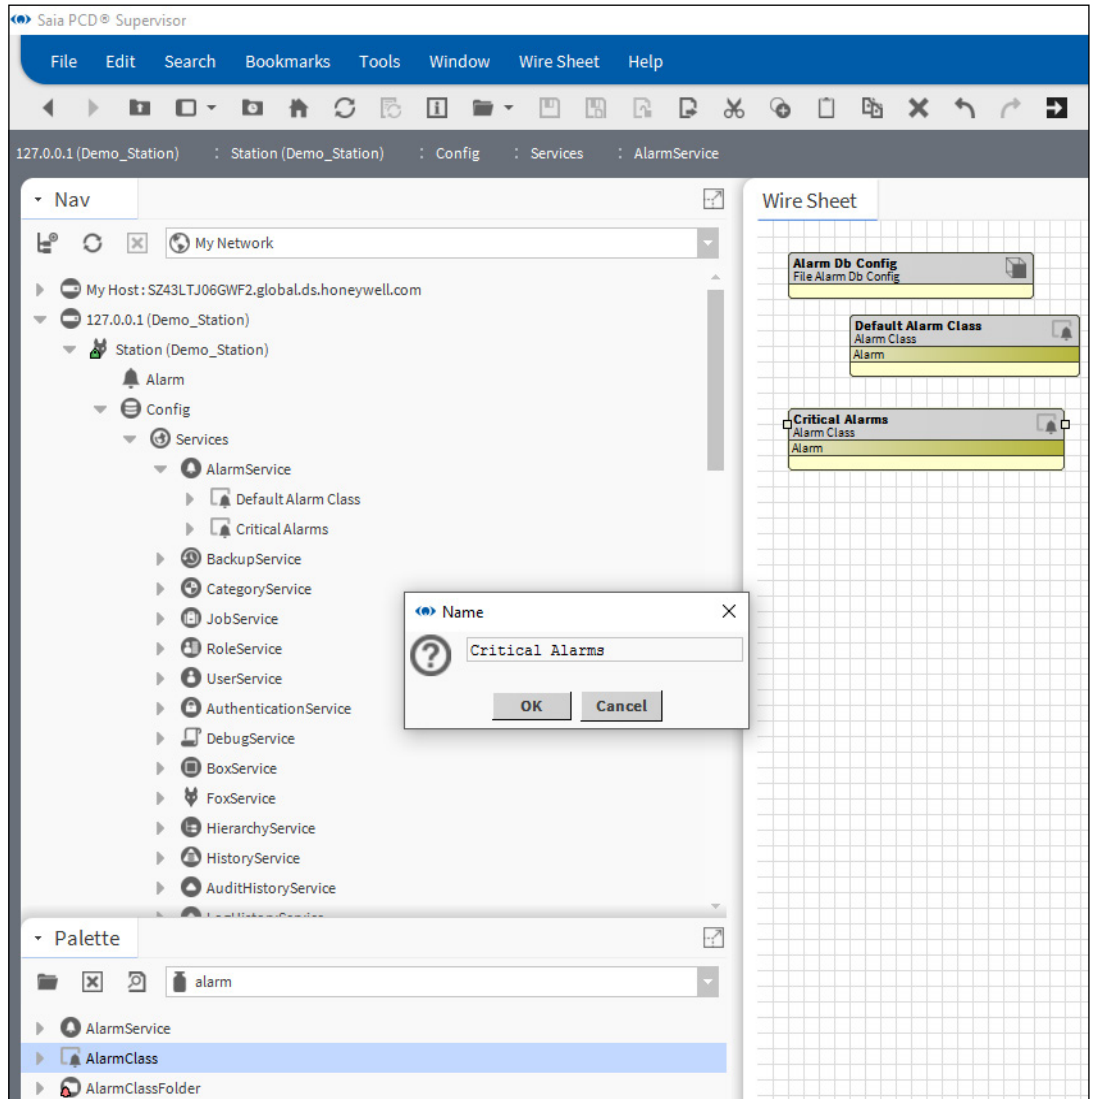 Saia PCD® Supervisor
File Edit Search Bookmarks Tools Window Wire Sheet Help
127.0.0.1 (Demo_Station) : Station (Demo_Station) : Config : Services : AlarmService
Nav
My Network
My Host : SZ43LTJ06GWF2.global.ds.honeywell.com
127.0.0.1 (Demo_Station)
Station (Demo_Station)
Alarm
Config
Services
AlarmService
Default Alarm Class
Critical Alarms
BackupService
CategoryService
JobService
RoleService
UserService
AuthenticationService
DebugService
BoxService
FoxService
HierarchyService
HistoryService
AuditHistoryService
Palette
alarm
AlarmService
AlarmClass
AlarmClassFolder
Wire Sheet
Alarm Db Config
File Alarm Db Config
Default Alarm Class
Alarm Class
Alarm
Critical Alarms
Alarm Class
Alarm
Name
Critical Alarms
OK Cancel